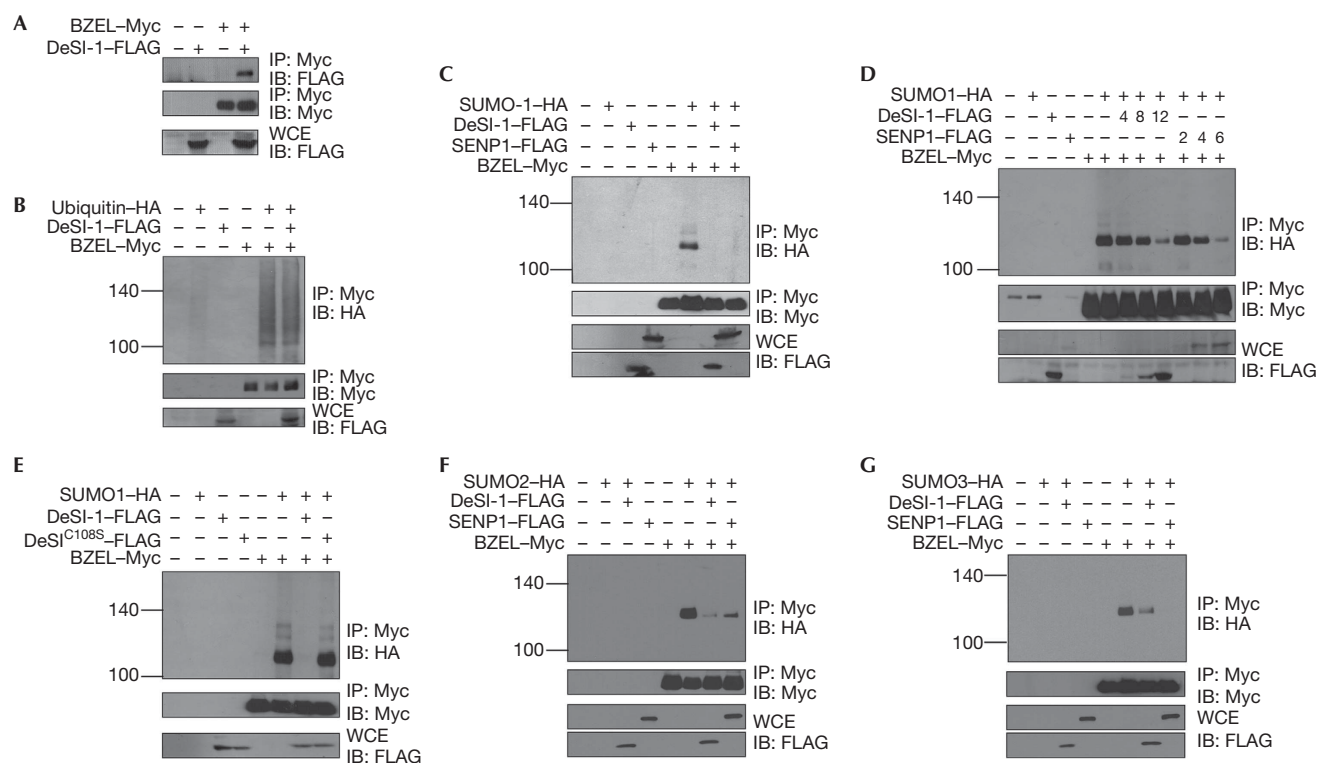 A
BZEL–Myc – – + +
DeSI-1–FLAG – + – +
IP: Myc
IB: FLAG
IP: Myc
IB: Myc
WCE
IB: FLAG
B
Ubiquitin–HA – + – – + +
DeSI-1–FLAG – – + – – +
BZEL–Myc – – – + + +
140
100
IP: Myc
IB: HA
IP: Myc
IB: Myc
WCE
IB: FLAG
C
SUMO-1–HA – + – – – + + +
DeSI-1–FLAG – – + – – – + –
SENP1–FLAG – – – + – – – +
BZEL–Myc – – – – + + + +
140
100
IP: Myc
IB: HA
IP: Myc
IB: Myc
WCE
IB: FLAG
D
SUMO1–HA – + – – – + + + + + + +
DeSI-1–FLAG – – + – – – 4 8 12 – – –
SENP1–FLAG – – – + – – – – – 2 4 6
BZEL–Myc – – – – + + + + + + + +
140
100
IP: Myc
IB: HA
IP: Myc
IB: Myc
WCE
IB: FLAG
E
SUMO1–HA – + – – – + + +
DeSI-1–FLAG – – + – – – + –
DeSI^C108S–FLAG – – – + – – – +
BZEL–Myc – – – – + + + +
140
100
IP: Myc
IB: HA
IP: Myc
IB: Myc
WCE
IB: FLAG
F
SUMO2–HA – + + – – + + +
DeSI-1–FLAG – – + – – – + –
SENP1–FLAG – – – + – – – +
BZEL–Myc – – – – + + + +
140
100
IP: Myc
IB: HA
IP: Myc
IB: Myc
WCE
IB: FLAG
G
SUMO3–HA – + + – – + + +
DeSI-1–FLAG – – + – – – + –
SENP1–FLAG – – – + – – – +
BZEL–Myc – – – – + + + +
140
100
IP: Myc
IB: HA
IP: Myc
IB: Myc
WCE
IB: FLAG